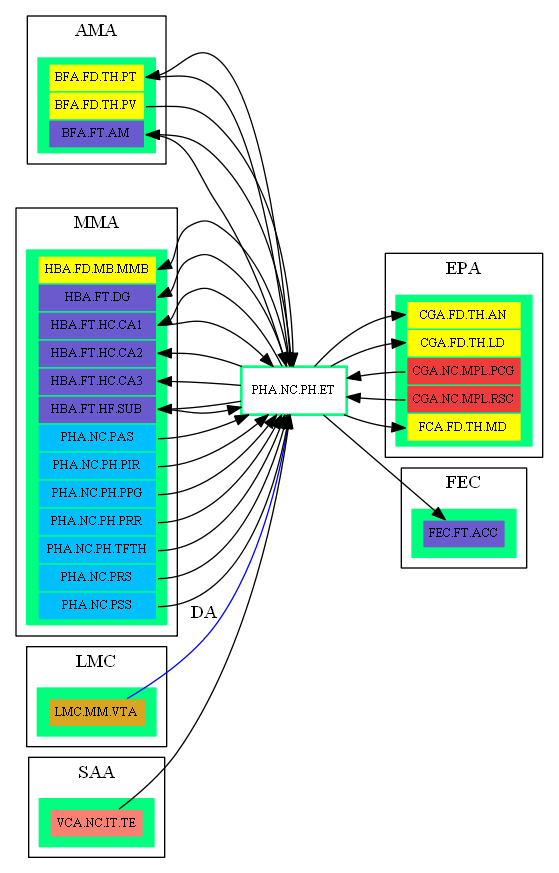 AMA
BFA.FD.TH.PT
BFA.FD.TH.PV
BFA.FT.AM
MMA
HBA.FD.MB.MMB
HBA.FT.DG
HBA.FT.HC.CA1
HBA.FT.HC.CA2
HBA.FT.HC.CA3
HBA.FT.HF.SUB
PHA.NC.PAS
PHA.NC.PH.PIR
PHA.NC.PH.PPG
PHA.NC.PH.PRR
PHA.NC.PH.TFTH
PHA.NC.PRS
PHA.NC.PSS
DA
LMC
LMC.MM.VTA
SAA
VCA.NC.IT.TE
PHA.NC.PH.ET
EPA
CGA.FD.TH.AN
CGA.FD.TH.LD
CGA.NC.MPL.PCG
CGA.NC.MPL.RSC
FCA.FD.TH.MD
FEC
FEC.FT.ACC